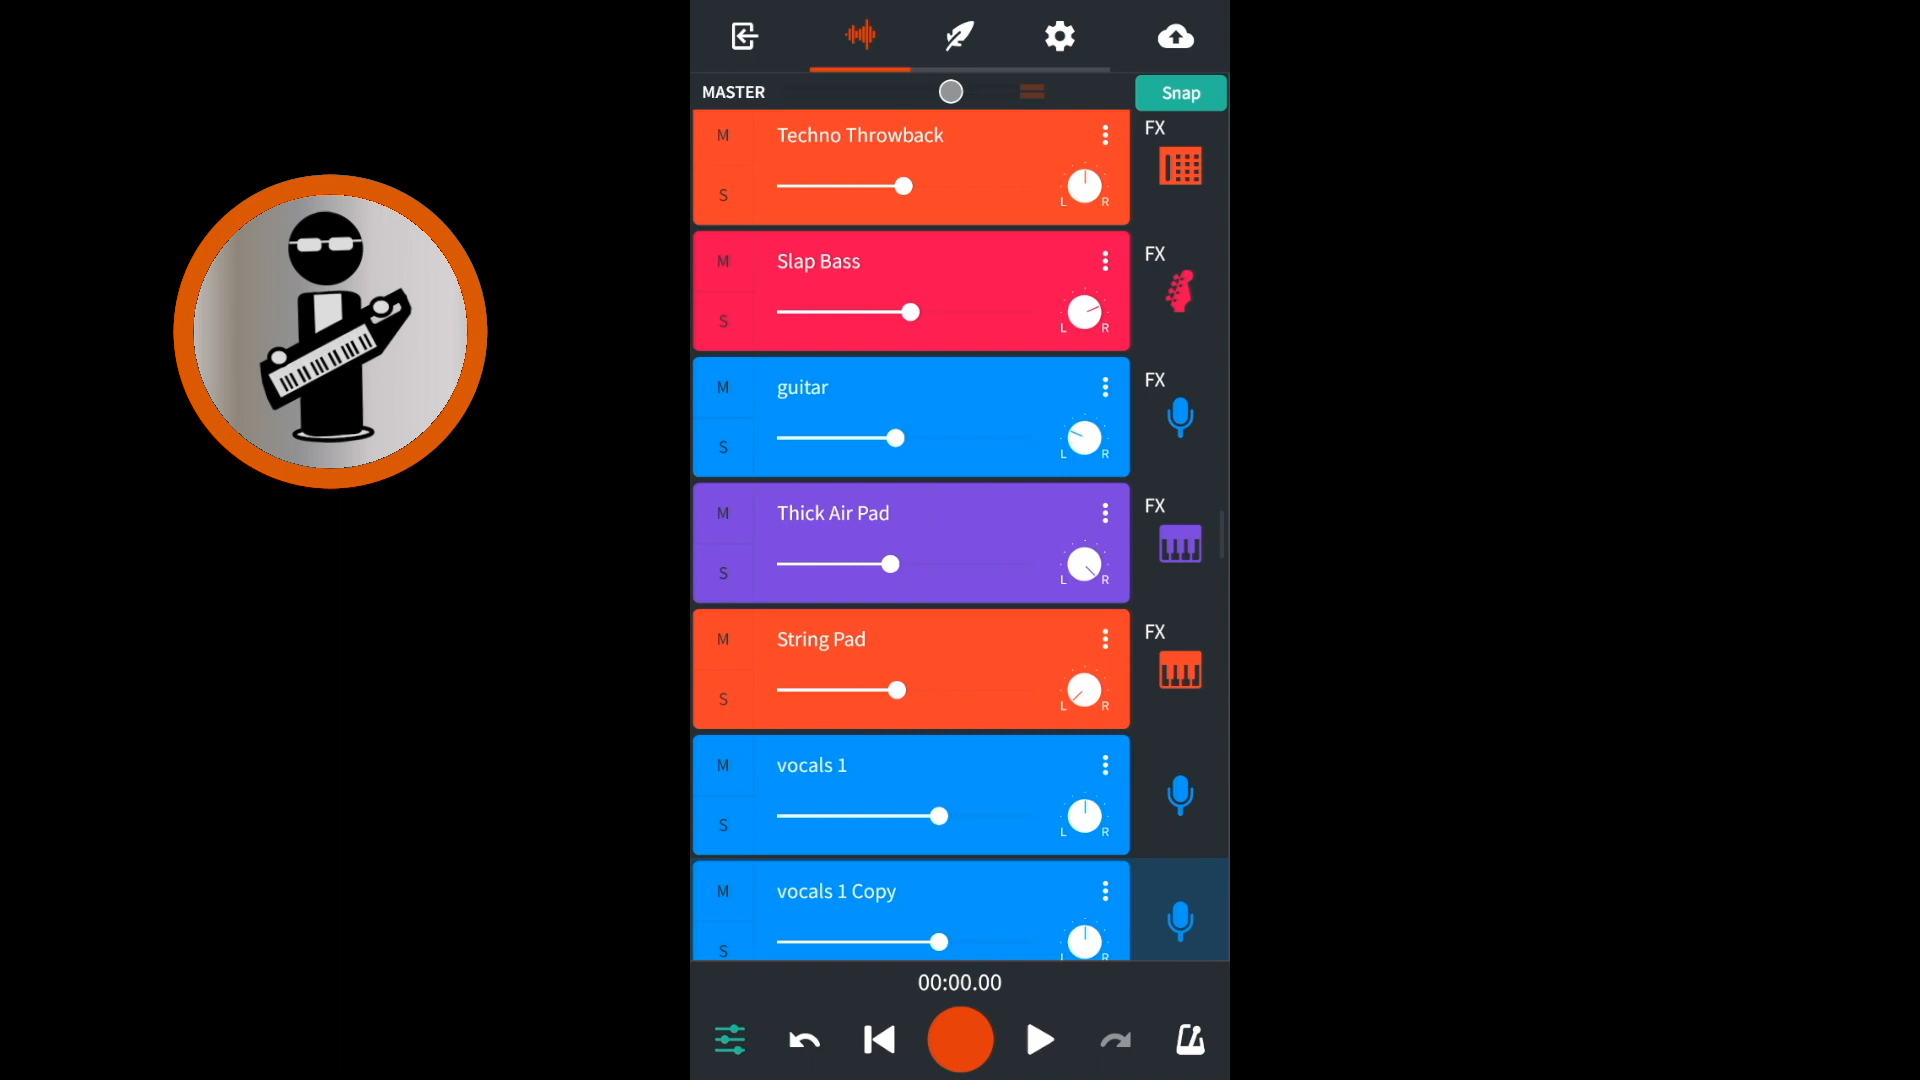 MASTER
Snap
M
Techno Throwback
FX
S
L R
M
Slap Bass
FX
S
L R
M
guitar
FX
S
L R
M
Thick Air Pad
FX
S
L R
M
String Pad
FX
S
L R
M
vocals 1
S
L R
M
vocals 1 Copy
S
L R
00:00.00